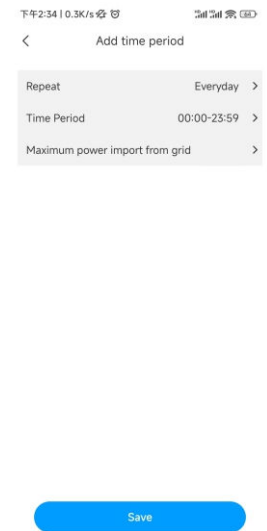 下午2:34 | 0.3K/s
Add time period
Repeat Everyday
Time Period 00:00-23:59
Maximum power import from grid
Save